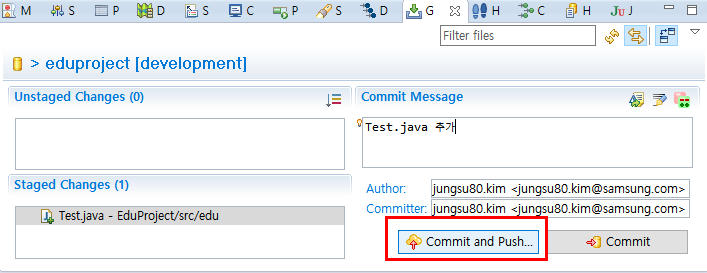 M S P D S C P S D G H C H J
Filter files
> eduproject [development]
Unstaged Changes (0)
Commit Message
Test.java 추가
Staged Changes (1)
Test.java - EduProject/src/edu
Author: jungsu80.kim <jungsu80.kim@samsung.com>
Committer: jungsu80.kim <jungsu80.kim@samsung.com>
Commit and Push...
Commit